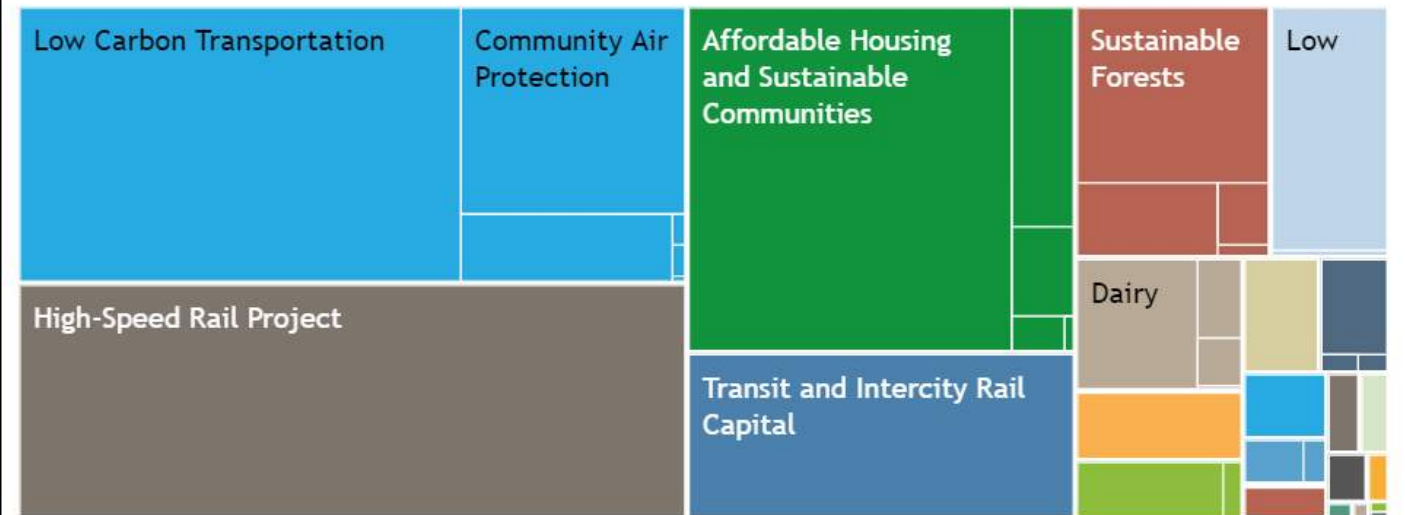 Low Carbon Transportation
Community Air
Protection
Affordable Housing
and Sustainable
Communities
Sustainable
Forests
Low
High-Speed Rail Project
Dairy
Transit and Intercity Rail
Capital